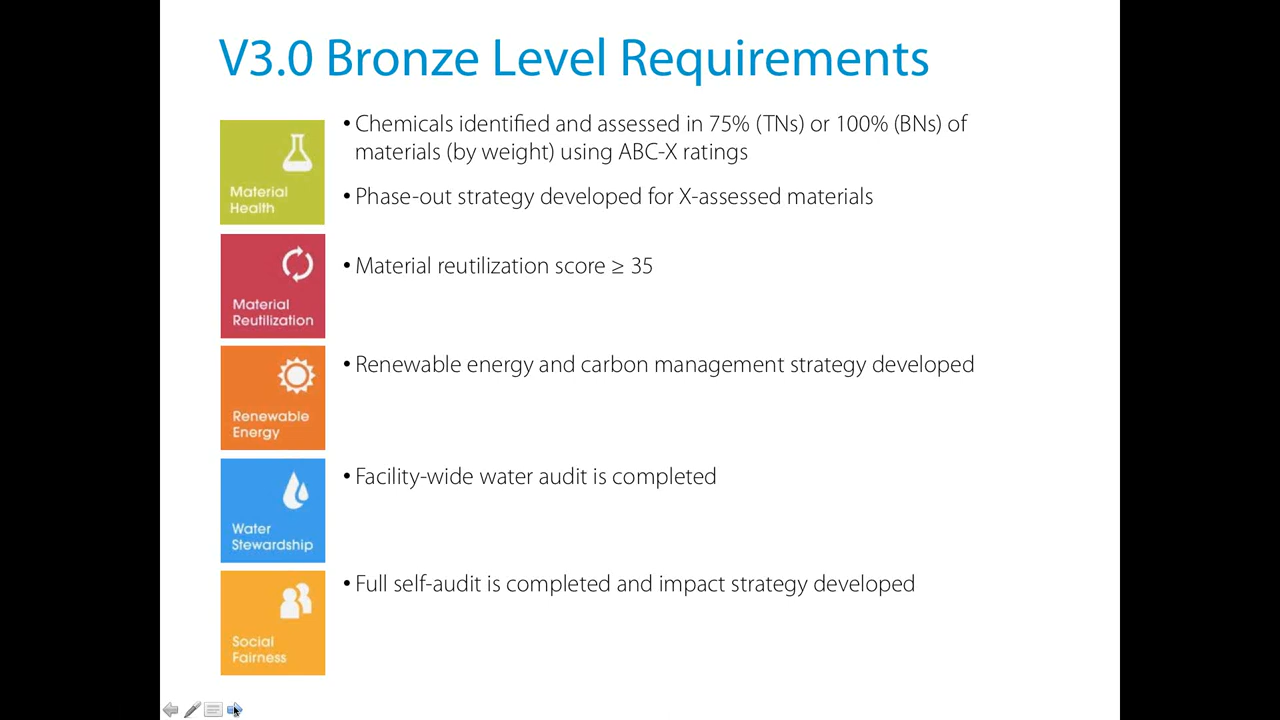 V3.0 Bronze Level Requirements
• Chemicals identified and assessed in 75% (TNs) or 100% (BNs) of
materials (by weight) using ABC-X ratings
• Phase-out strategy developed for X-assessed materials
Material
Health
• Material reutilization score ≥ 35
Material
Reutilization
• Renewable energy and carbon management strategy developed
Renewable
Energy
• Facility-wide water audit is completed
Water
Stewardship
• Full self-audit is completed and impact strategy developed
Social
Fairness